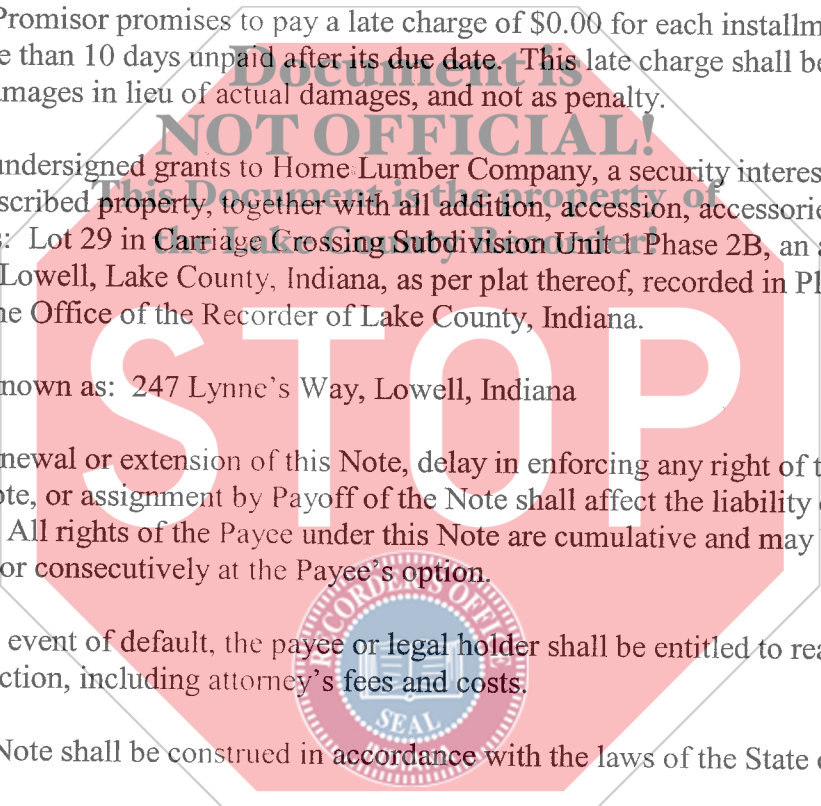 Promisor promises to pay a late charge of $0.00 for each installm
e than 10 days unpaid after its due date. This late charge shall be
mages in lieu of actual damages, and not as penalty.
Document is
NOT OFFICIAL!
undersigned grants to Home Lumber Company, a security interes
This Document is the property of
scribed property, together with all addition, accession, accessorie
the Lake County Recorder!
s: Lot 29 in Carriage Crossing Subdivision Unit 1 Phase 2B, an a
Lowell, Lake County, Indiana, as per plat thereof, recorded in Pl
ne Office of the Recorder of Lake County, Indiana.
STOP
nown as: 247 Lynne's Way, Lowell, Indiana
newal or extension of this Note, delay in enforcing any right of t
ote, or assignment by Payoff of the Note shall affect the liability
All rights of the Payee under this Note are cumulative and may
or consecutively at the Payee's option.
RECORDER'S OFFICE
event of default, the payee or legal holder shall be entitled to rea
ction, including attorney's fees and costs.
SEAL
Note shall be construed in accordance with the laws of the State